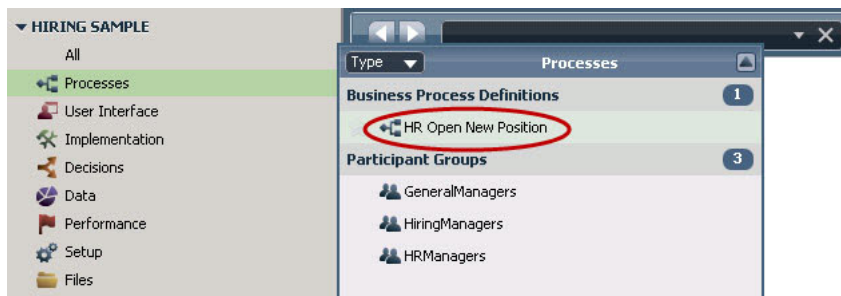 HIRING SAMPLE
All
Processes
User Interface
Implementation
Decisions
Data
Performance
Setup
Files
Type Processes
Business Process Definitions 1
HR Open New Position
Participant Groups 3
GeneralManagers
HiringManagers
HRManagers